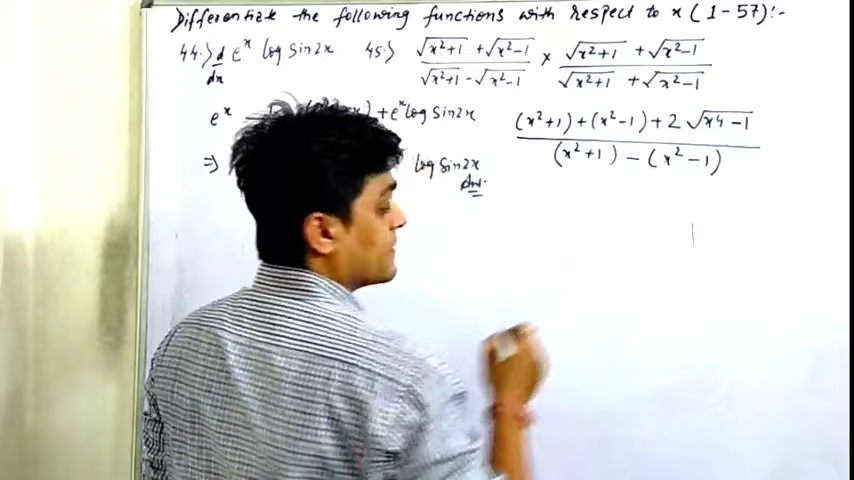 Differentiate the following functions with respect to x (1-57):-
44.> d/dx e^x log sin2x
45.> (√(x²+1) + √(x²-1))/(√(x²+1) - √(x²-1)) × (√(x²+1) + √(x²-1))/(√(x²+1) + √(x²-1))
e^x + e^x log sin2x
((x²+1)+(x²-1)+2√(x4-1))/((x²+1)-(x²-1))
⇒ log sin2x
Ans.